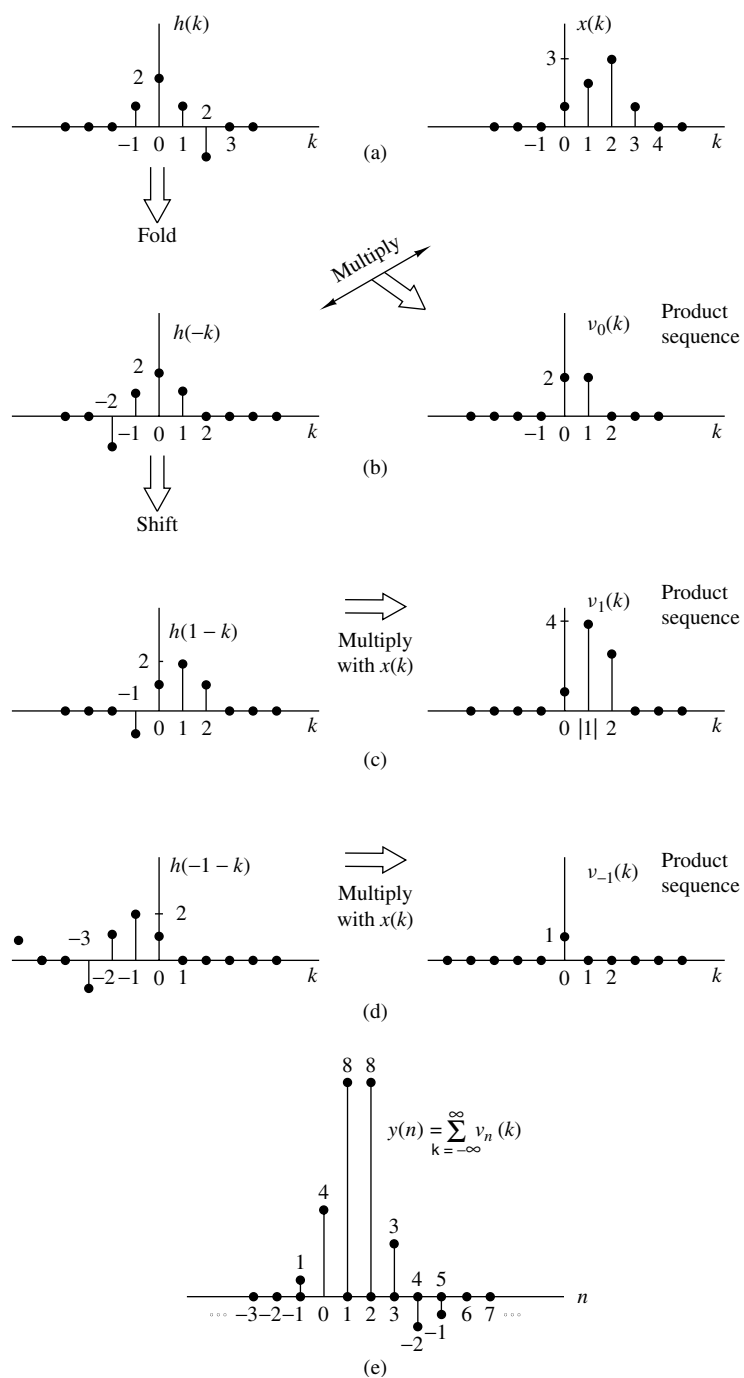 h(k)
x(k)
2
3
2
−1 0 1 3 k
−1 0 1 2 3 4 k
(a)
Fold
Multiply
h(−k)
v0(k)
Product
sequence
2
2
−2
−1 0 1 2 k
−1 0 1 2 k
(b)
Shift
h(1 − k)
v1(k)
Product
sequence
2
4
−1
Multiply
with x(k)
0 1 2 k
0 |1| 2 k
(c)
h(−1 − k)
v−1(k)
Product
sequence
2
−3
1
Multiply
with x(k)
−2 −1 0 1 k
0 1 2 k
(d)
8 8
y(n) = ∞∑k = −∞ vn (k)
4
3
1
4 5
n
··· −3 −2 −1 0 1 2 3 6 7 ···
−2 −1
(e)